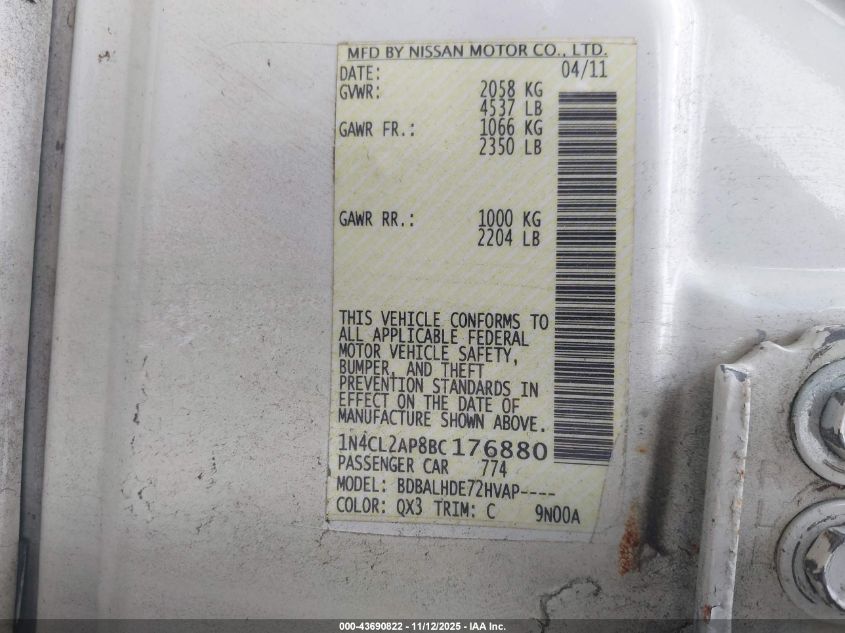 MFD BY NISSAN MOTOR CO., LTD.
DATE: 04/11
GVWR: 2058 KG
4537 LB
GAWR FR.: 1066 KG
2350 LB
GAWR RR.: 1000 KG
2204 LB
THIS VEHICLE CONFORMS TO
ALL APPLICABLE FEDERAL
MOTOR VEHICLE SAFETY,
BUMPER, AND THEFT
PREVENTION STANDARDS IN
EFFECT ON THE DATE OF
MANUFACTURE SHOWN ABOVE.
1N4CL2AP8BC176880
PASSENGER CAR 774
MODEL: BDBALHDE72HVAP----
COLOR: QX3 TRIM: C 9N00A
000-43690822 - 11/12/2025 - IAA Inc.